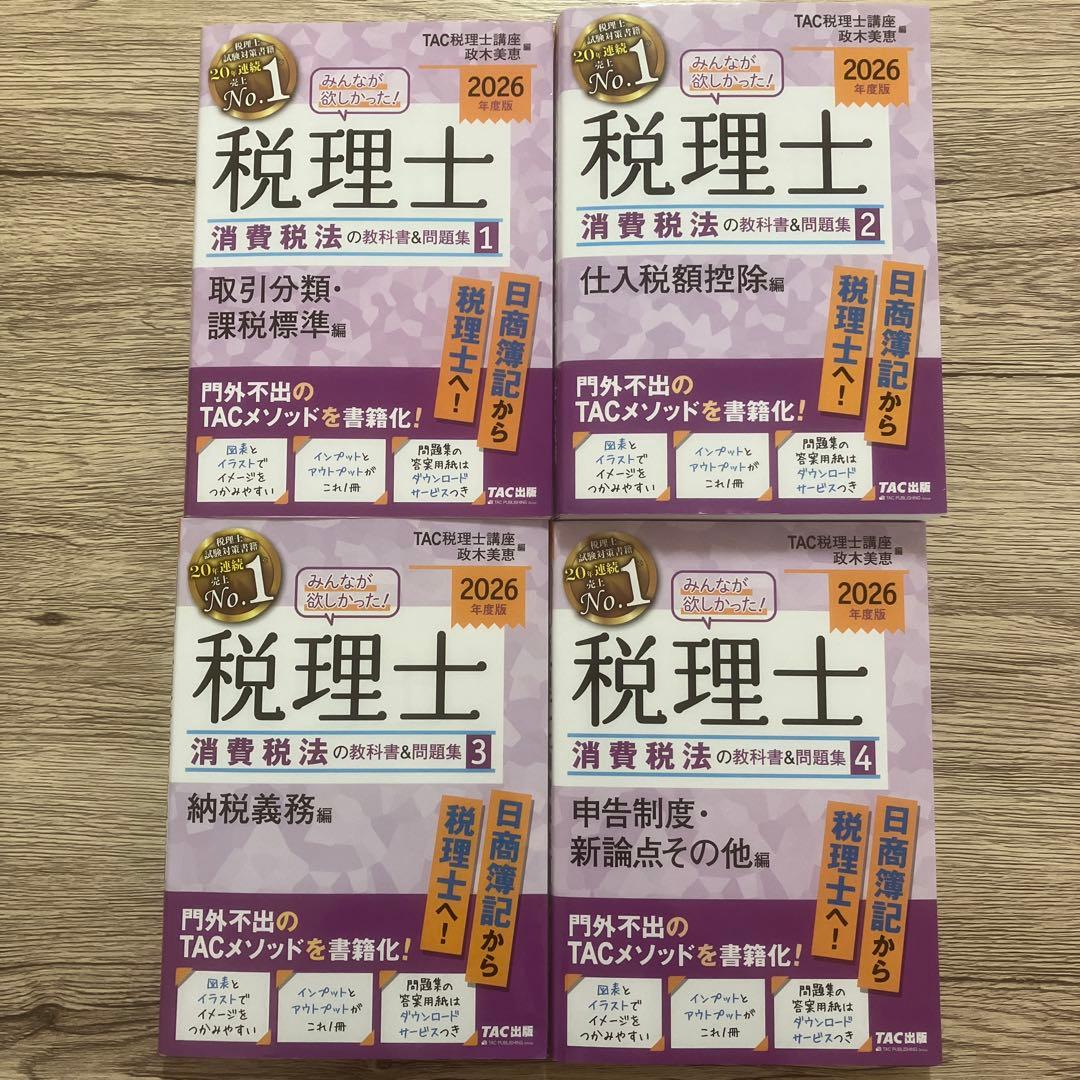 税理士
試験対策書籍
20年連続
売上
No.1
みんなが
欲しかった!
TAC税理士講座
政木美恵 編
2026
年度版
税理士
消費税法の教科書&問題集1
取引分類・
課税標準編
日商簿記から
税理士へ!
門外不出の
TACメソッドを書籍化!
図表と
イラストで
イメージを
つかみやすい
インプットと
アウトプットが
これ1冊
問題集の
答案用紙は
ダウンロード
サービスつき
TAC出版
TAC PUBLISHING Group
税理士
試験対策書籍
20年連続
売上
No.1
みんなが
欲しかった!
TAC税理士講座
政木美恵 編
2026
年度版
税理士
消費税法の教科書&問題集2
仕入税額控除編
日商簿記から
税理士へ!
門外不出の
TACメソッドを書籍化!
図表と
イラストで
イメージを
つかみやすい
インプットと
アウトプットが
これ1冊
問題集の
答案用紙は
ダウンロード
サービスつき
TAC出版
TAC PUBLISHING Group
税理士
試験対策書籍
20年連続
売上
No.1
みんなが
欲しかった!
TAC税理士講座
政木美恵 編
2026
年度版
税理士
消費税法の教科書&問題集3
納税義務編
日商簿記から
税理士へ!
門外不出の
TACメソッドを書籍化!
図表と
イラストで
イメージを
つかみやすい
インプットと
アウトプットが
これ1冊
問題集の
答案用紙は
ダウンロード
サービスつき
TAC出版
TAC PUBLISHING Group
税理士
試験対策書籍
20年連続
売上
No.1
みんなが
欲しかった!
TAC税理士講座
政木美恵 編
2026
年度版
税理士
消費税法の教科書&問題集4
申告制度・
新論点その他編
日商簿記から
税理士へ!
門外不出の
TACメソッドを書籍化!
図表と
イラストで
イメージを
つかみやすい
インプットと
アウトプットが
これ1冊
問題集の
答案用紙は
ダウンロード
サービスつき
TAC出版
TAC PUBLISHING Group